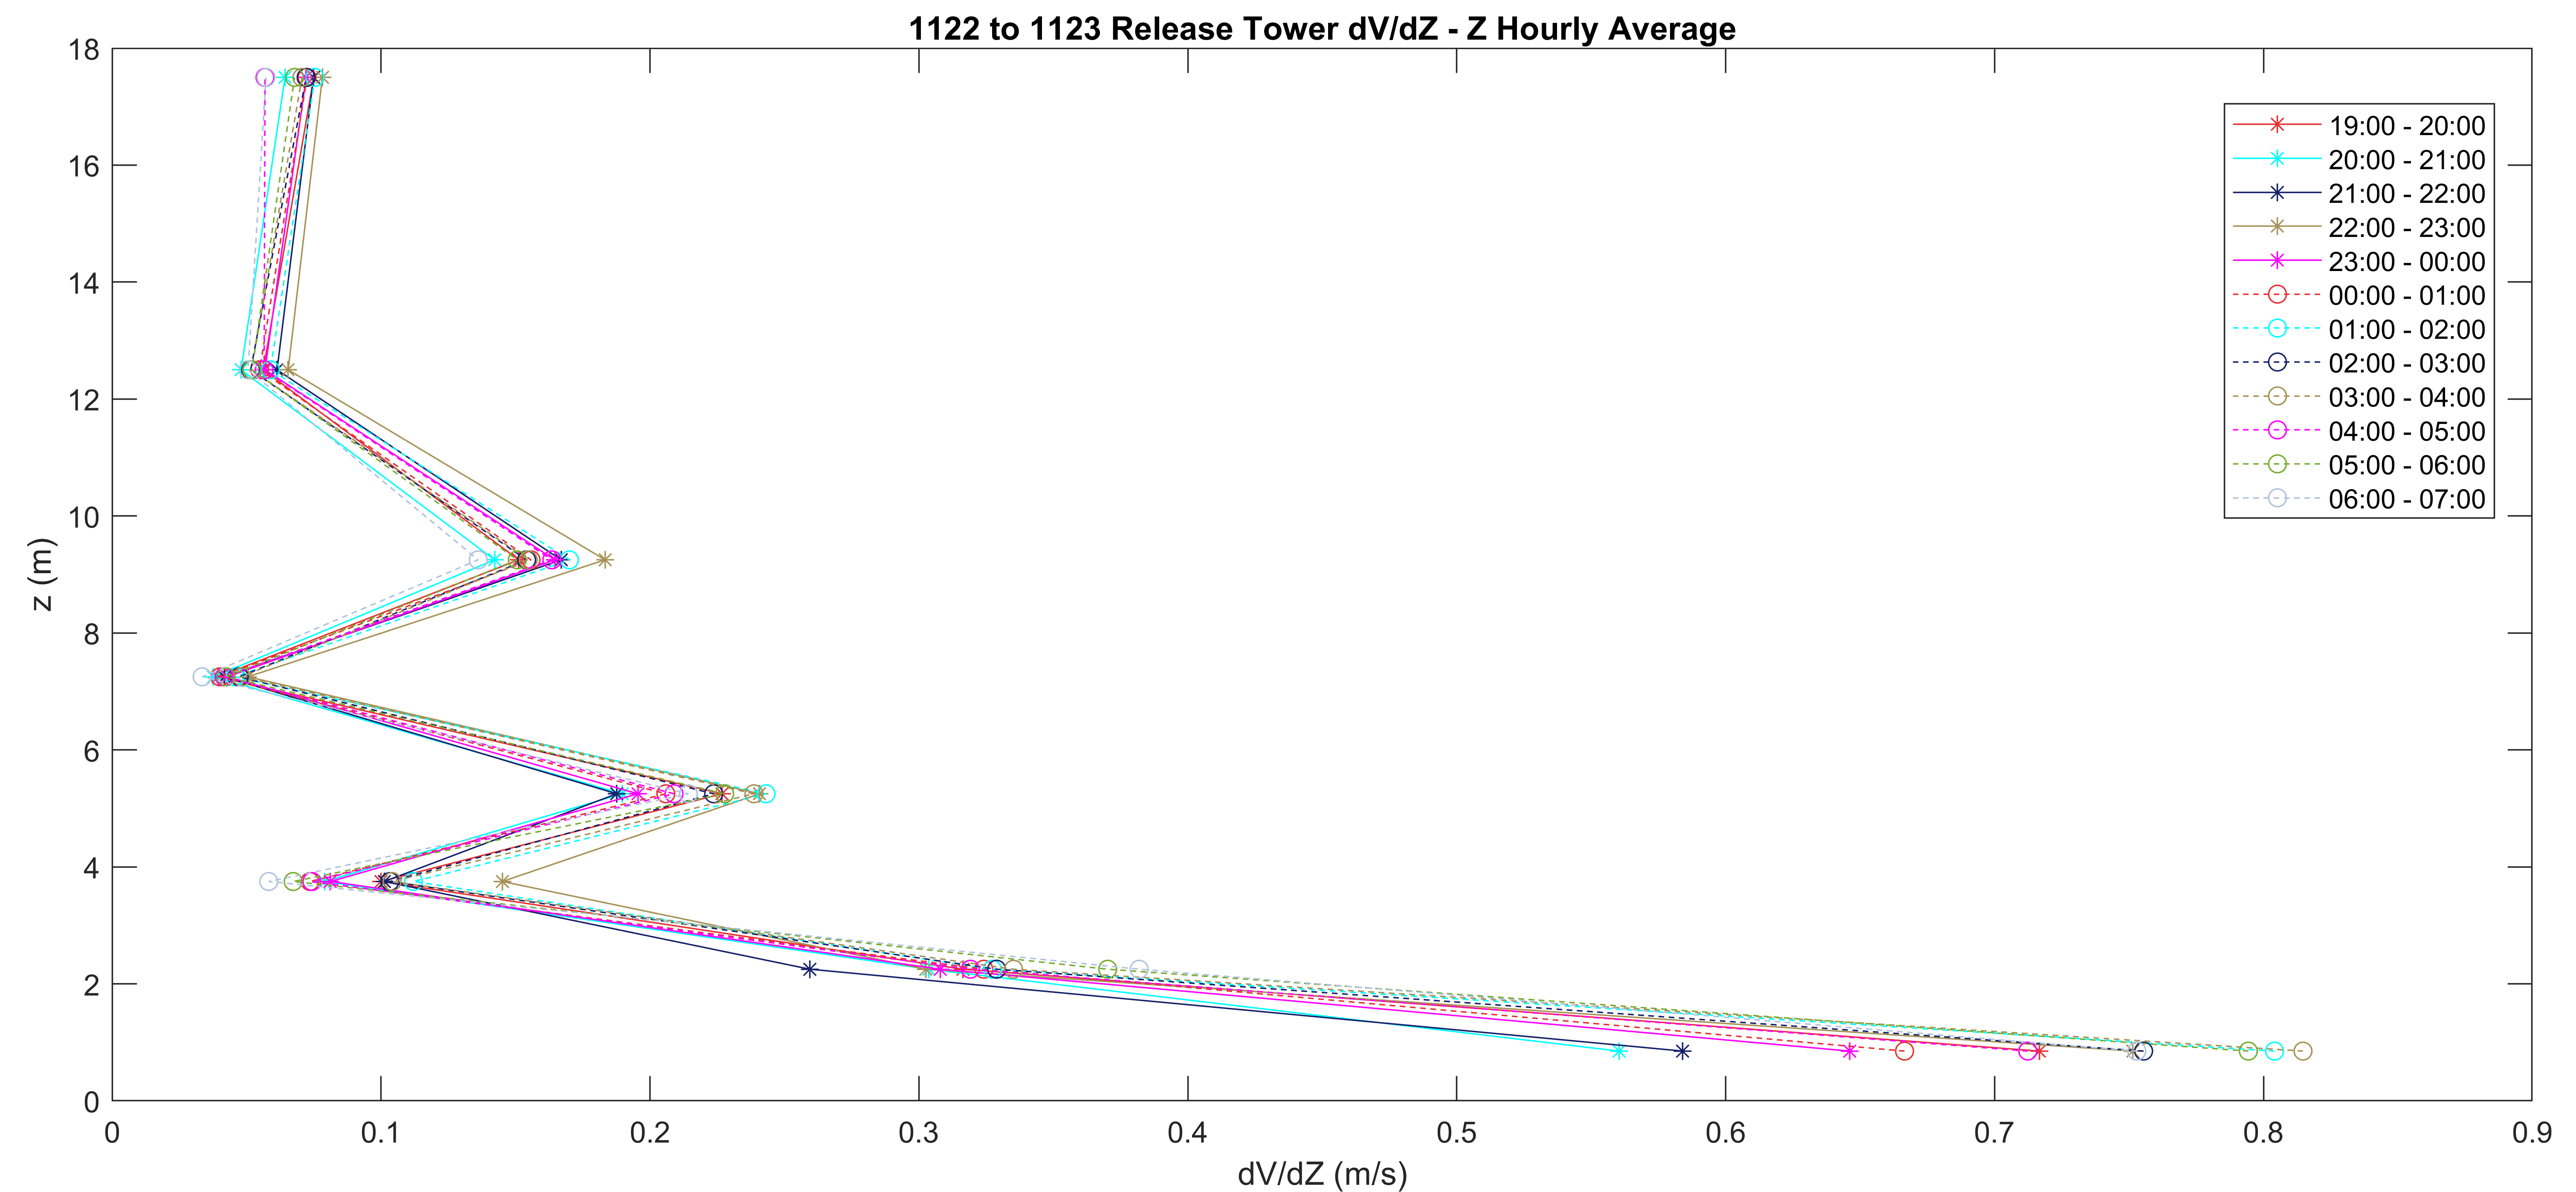 1122 to 1123 Release Tower dV/dZ - Z Hourly Average
18
16
14
12
10
8
6
4
2
0
z (m)
19:00 - 20:00
20:00 - 21:00
21:00 - 22:00
22:00 - 23:00
23:00 - 00:00
00:00 - 01:00
01:00 - 02:00
02:00 - 03:00
03:00 - 04:00
04:00 - 05:00
05:00 - 06:00
06:00 - 07:00
0 0.1 0.2 0.3 0.4 0.5 0.6 0.7 0.8 0.9
dV/dZ (m/s)